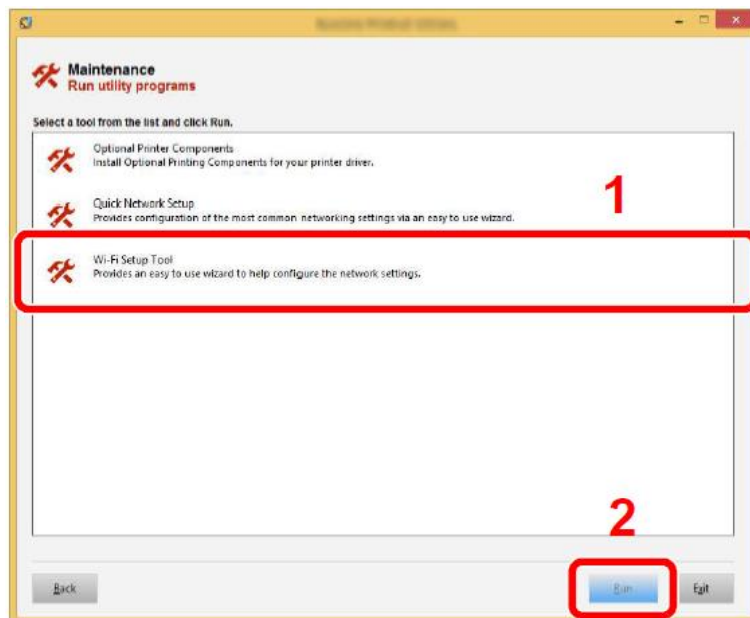 Maintenance
Run utility programs
Select a tool from the list and click Run.
Optional Printer Components
Install Optional Printing Components for your printer driver.
1
Quick Network Setup
Provides configuration of the most common networking settings via an easy to use wizard.
Wi-Fi Setup Tool
Provides an easy to use wizard to help configure the network settings.
2
Back
Run
Exit